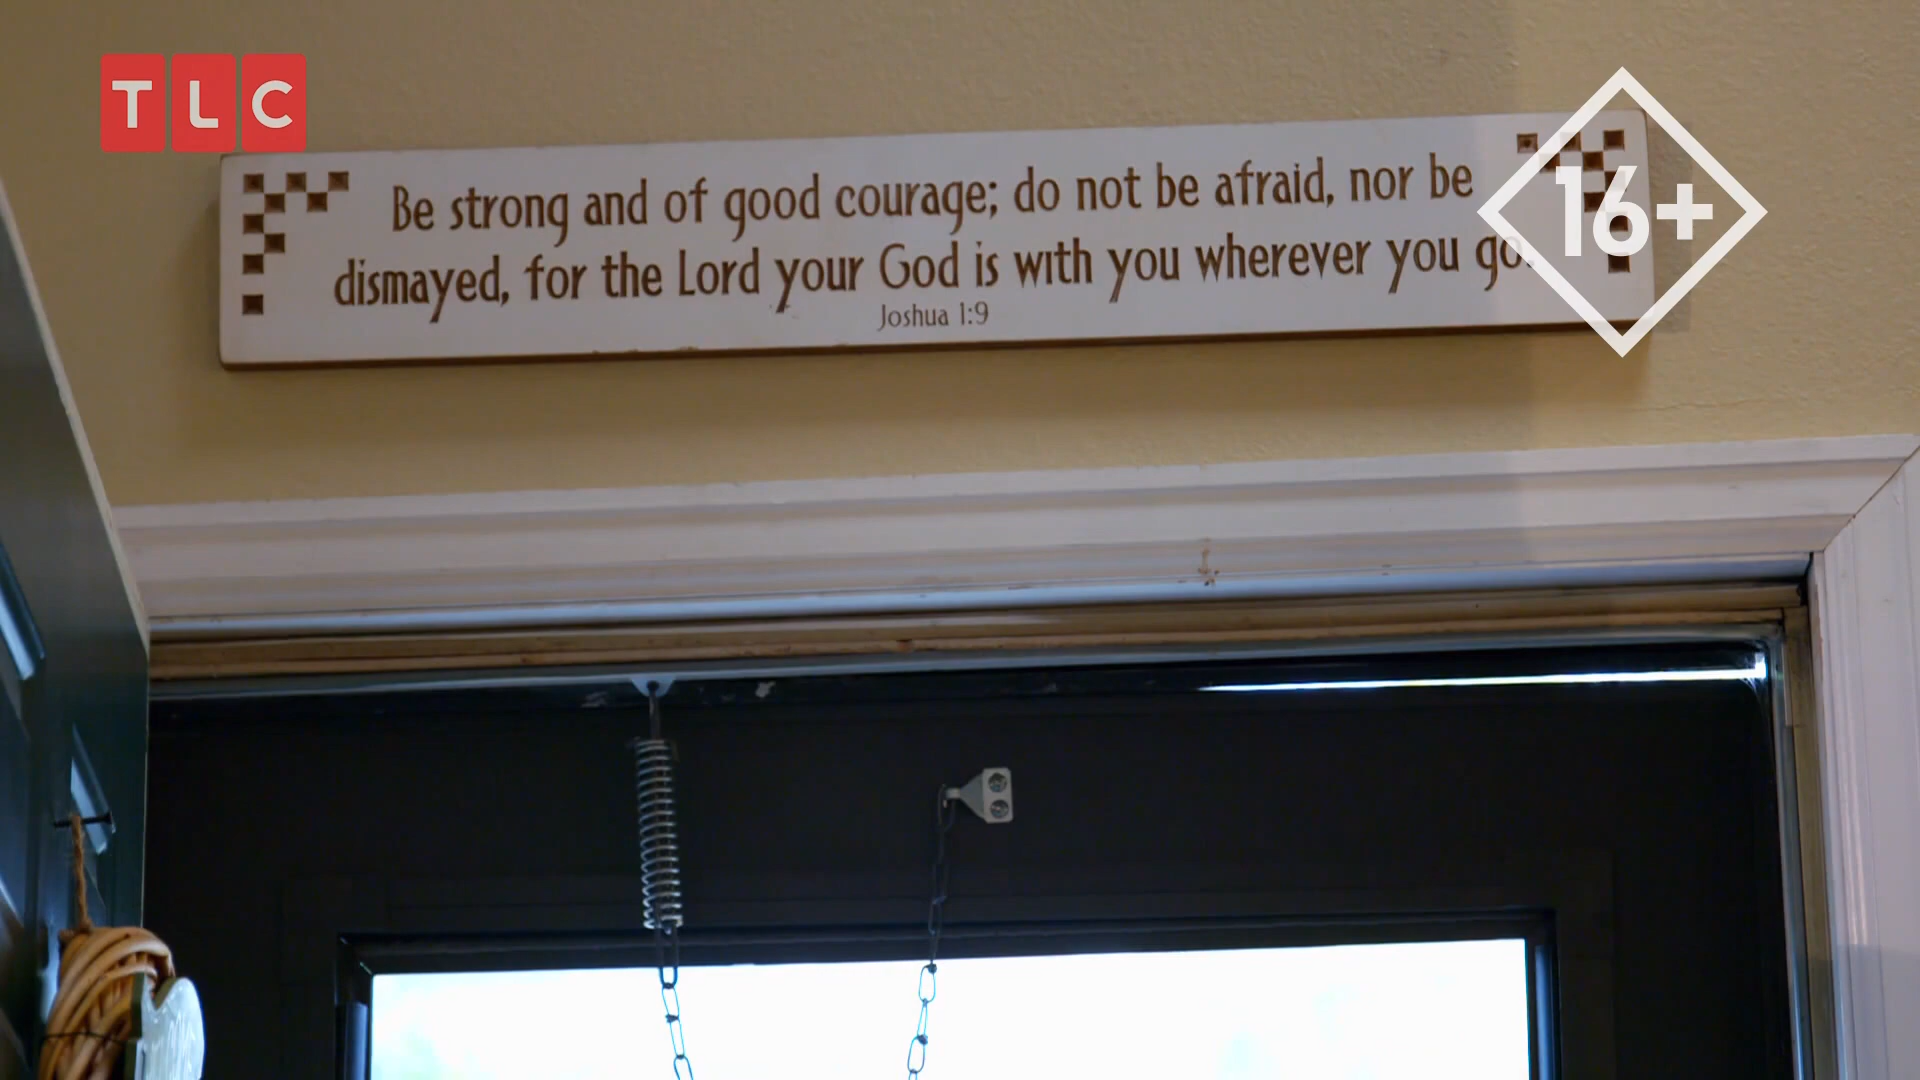 TLC
16+
Be strong and of good courage; do not be afraid, nor be
dismayed, for the Lord your God is with you wherever you go.
Joshua 1:9